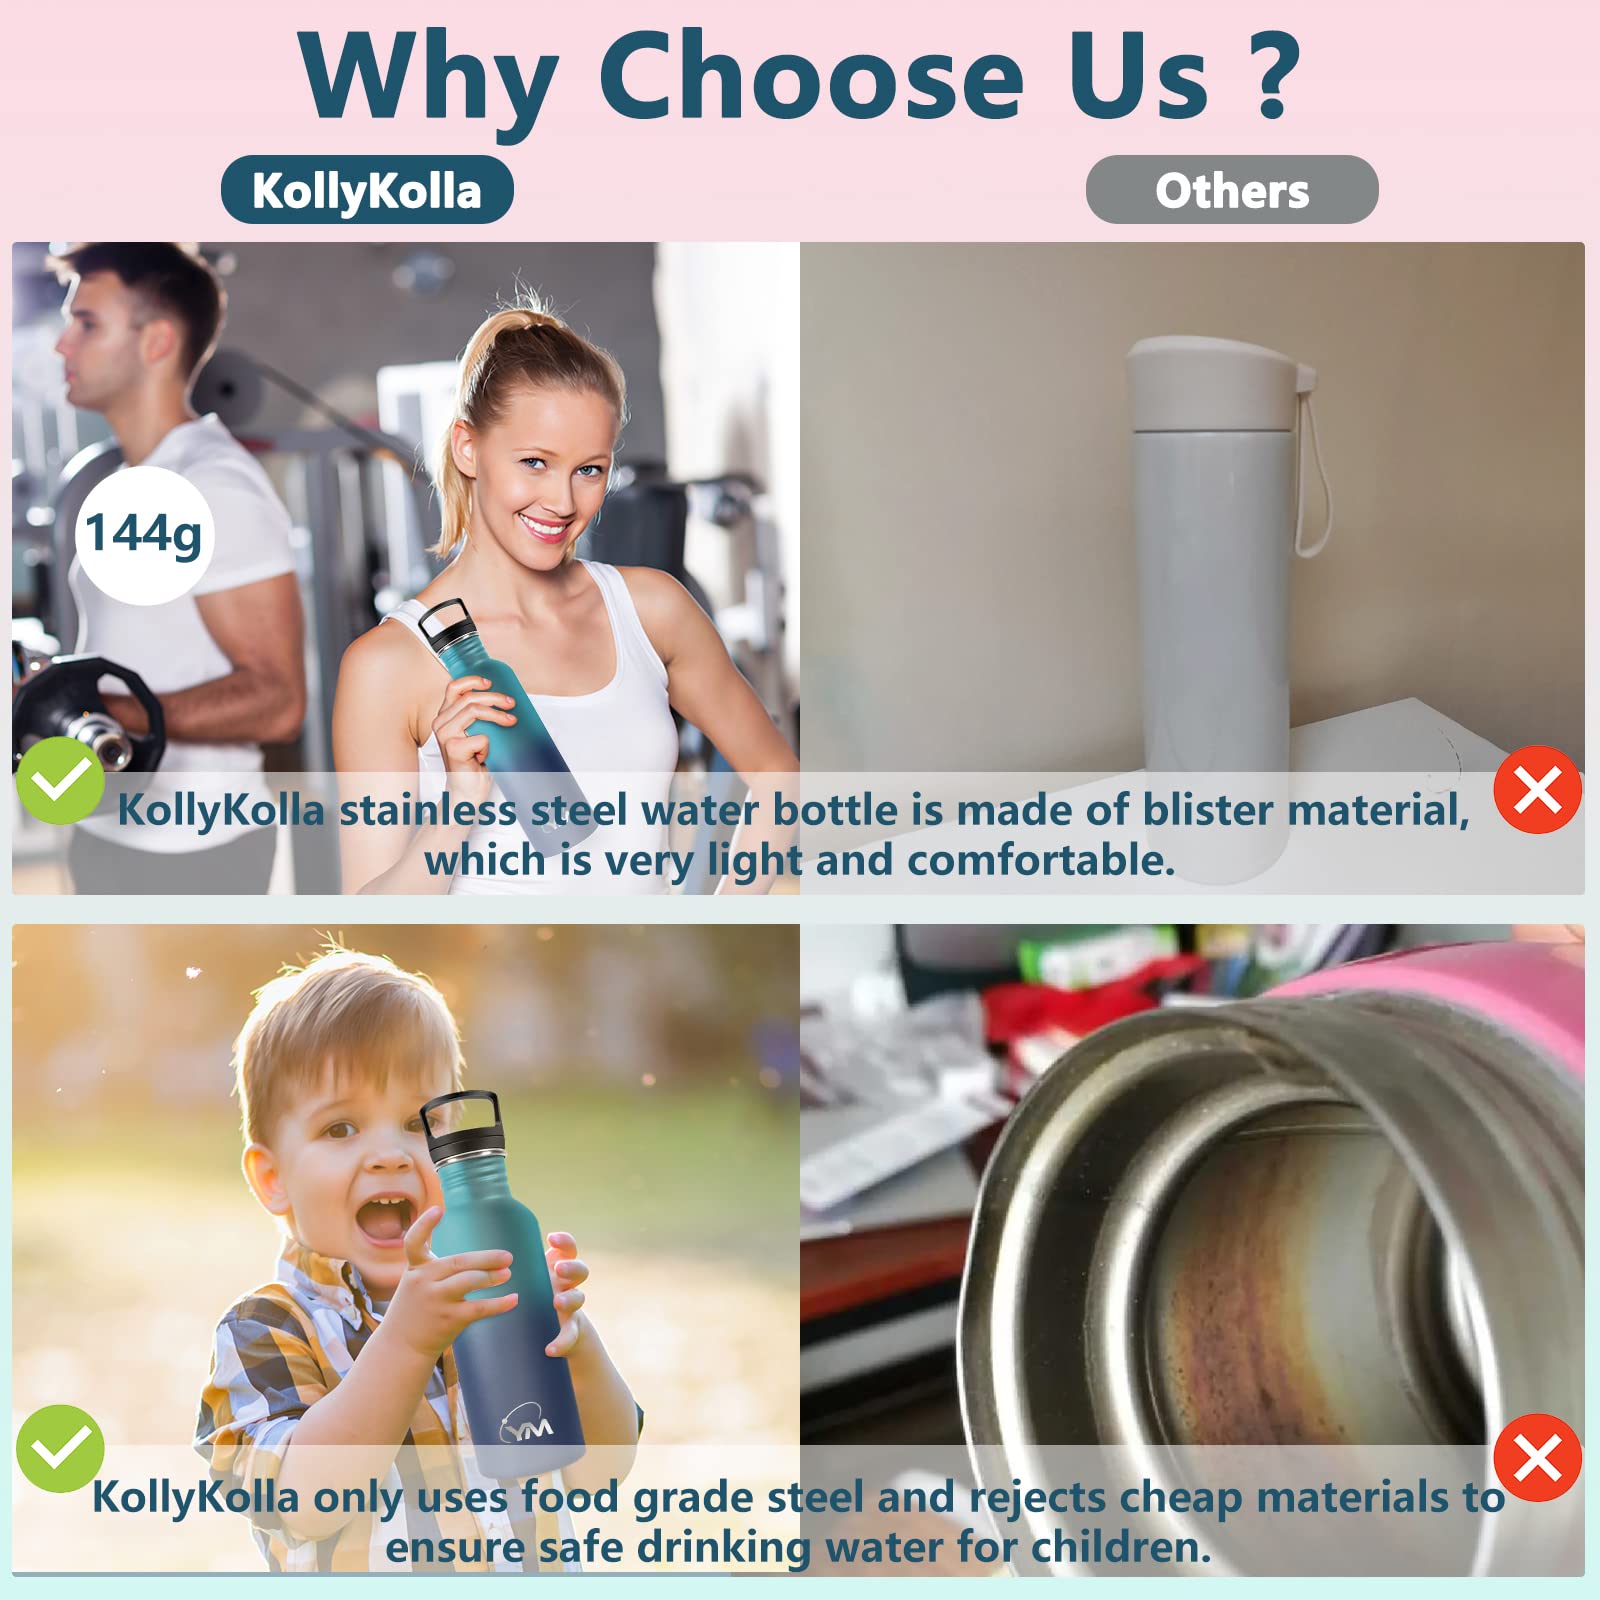 Why Choose Us ?
KollyKolla
Others
144g
KollyKolla stainless steel water bottle is made of blister material,
which is very light and comfortable.
YM
KollyKolla only uses food grade steel and rejects cheap materials to
ensure safe drinking water for children.